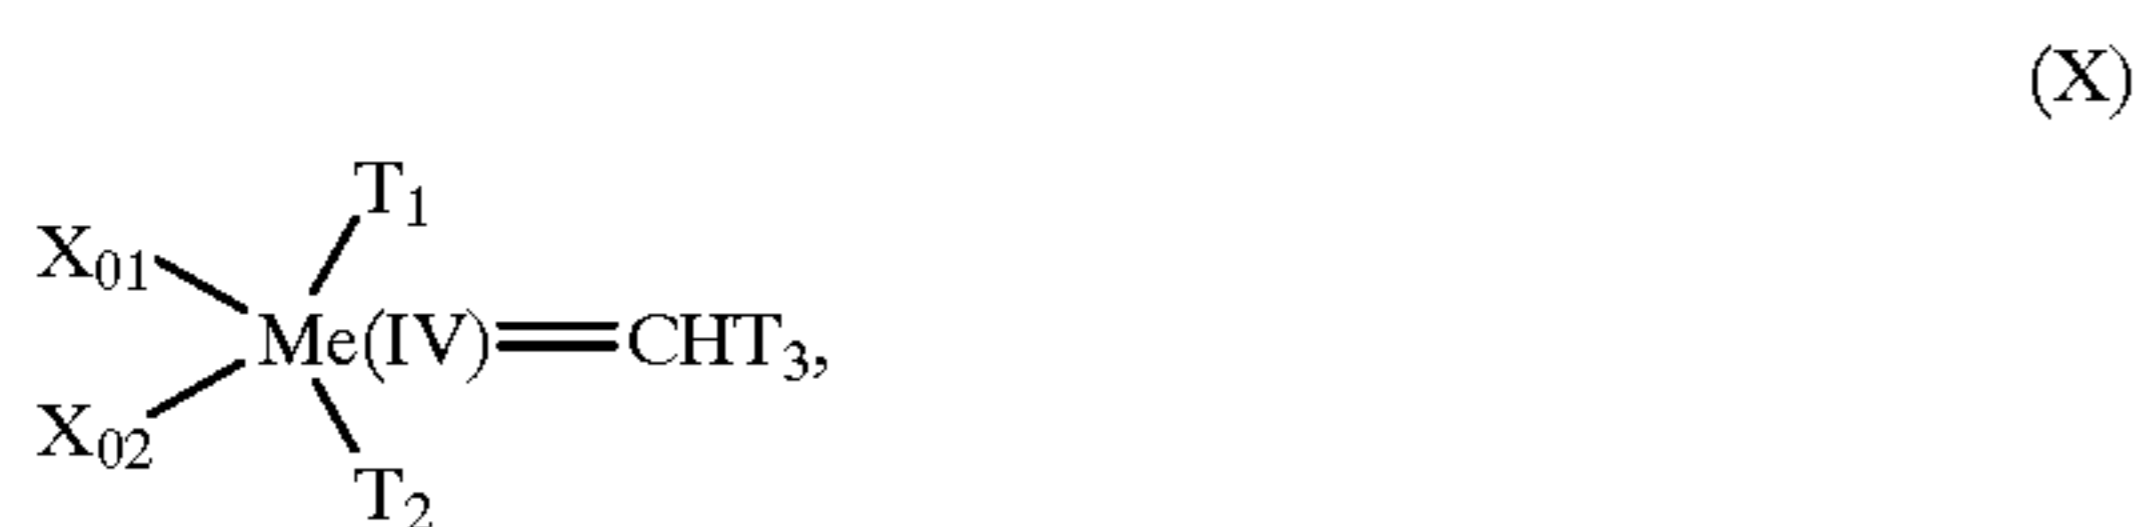 (X)
T₁
X₀₁
Me(IV)=CHT₃,
X₀₂
T₂